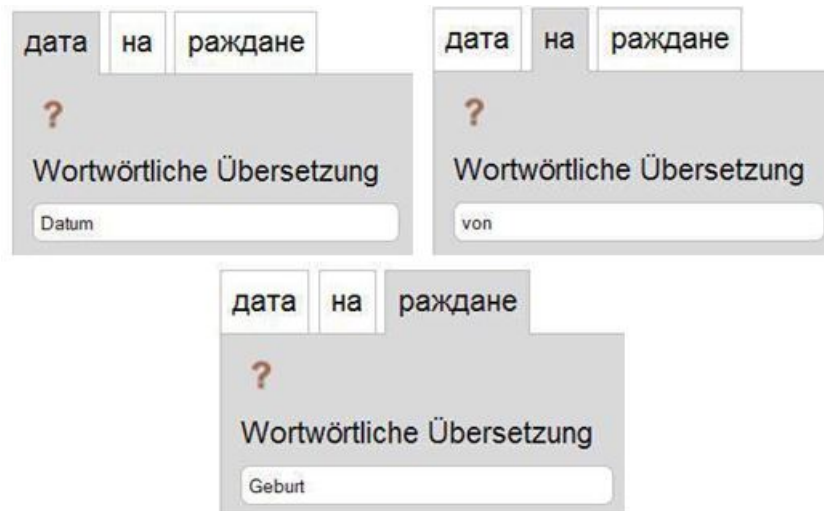 дата на раждане
?
Wortwörtliche Übersetzung
Datum
дата на раждане
?
Wortwörtliche Übersetzung
von
дата на раждане
?
Wortwörtliche Übersetzung
Geburt